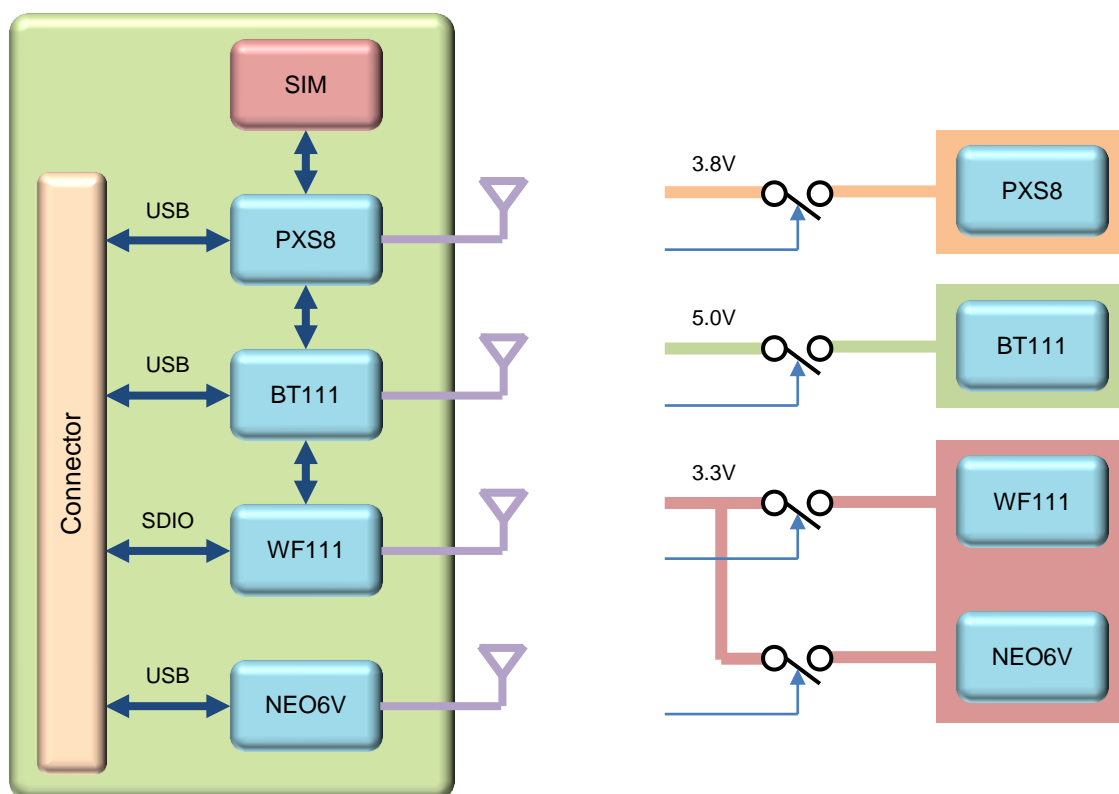 SIM
USB
PXS8
USB
BT111
Connector
SDIO
WF111
USB
NEO6V
3.8V
PXS8
5.0V
BT111
3.3V
WF111
NEO6V